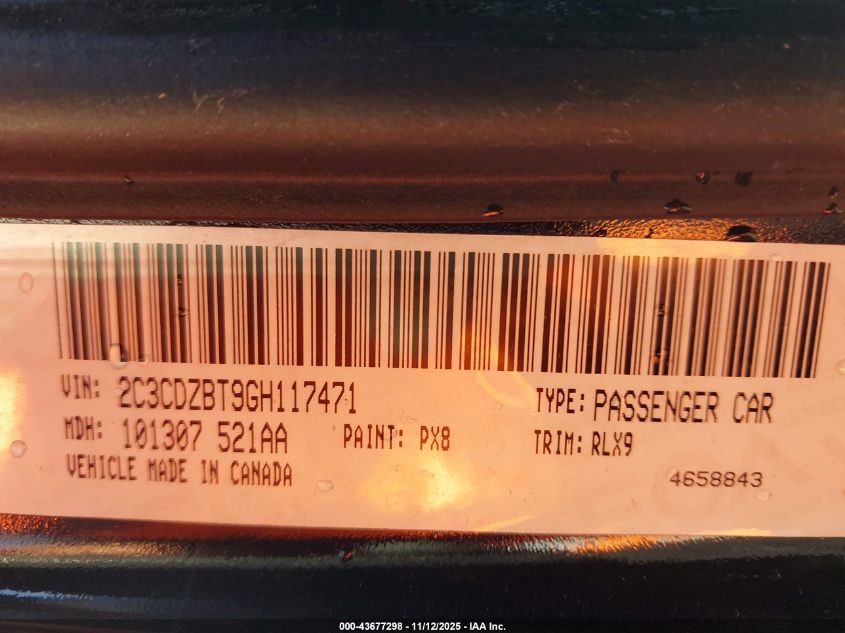 VIN: 2C3CDZBT9GH117471 TYPE: PASSENGER CAR
MDH: 101307 521AA PAINT: PX8 TRIM: RLX9
VEHICLE MADE IN CANADA 4658843
000-43677298 - 11/12/2025 - IAA Inc.